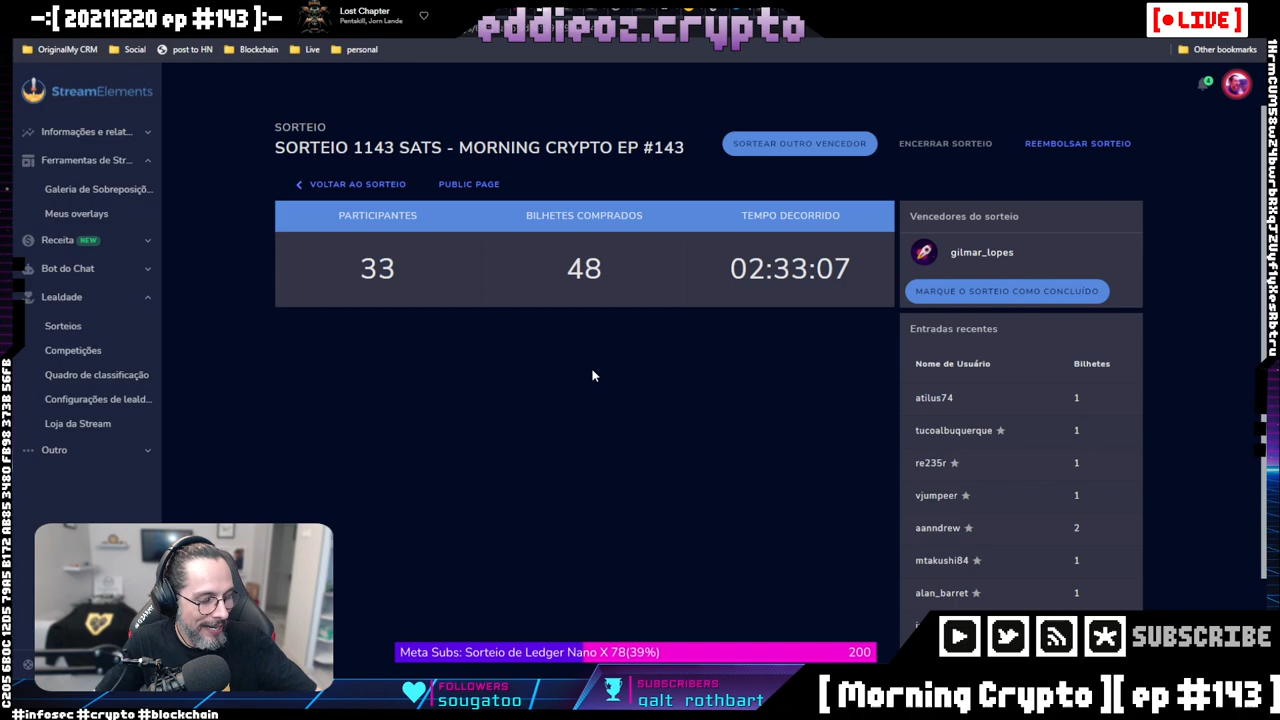 -:[ 20211220 ep #143 ]:-
Lost Chapter
Pentskill, Jorn Lande
eddieoz.crypto
[•LIVE]
OriginalMy CRM
Social
post to HN
Blockchain
Live
personal
Other bookmarks
StreamElements
4
Informações e relat...
Ferramentas de Str...
Galeria de Sobreposiçõ...
Meus overlays
Receita NEW
Bot do Chat
Lealdade
Sorteios
Competições
Quadro de classificação
Configurações de leald...
Loja da Stream
Outro
SORTEIO
SORTEIO 1143 SATS - MORNING CRYPTO EP #143
SORTEAR OUTRO VENCEDOR
ENCERRAR SORTEIO
REEMBOLSAR SORTEIO
VOLTAR AO SORTEIO
PUBLIC PAGE
PARTICIPANTES
BILHETES COMPRADOS
TEMPO DECORRIDO
33
48
02:33:07
Vencedores do sorteio
gilmar_lopes
MARQUE O SORTEIO COMO CONCLUÍDO
Entradas recentes
Nome de Usuário Bilhetes
atilus74 1
tucoalbuquerque 1
re235r 1
vjumpeer 1
aanndrew 2
mtakushi84 1
alan_barret 1
Meta Subs: Sorteio de Ledger Nano X 78(39%) 200
FOLLOWERS
sougatoo
SUBSCRIBERS
galt_rothbart
SUBSCRIBE
[ Morning Crypto ][ ep #143 ]
#infosec #crypto #blockchain